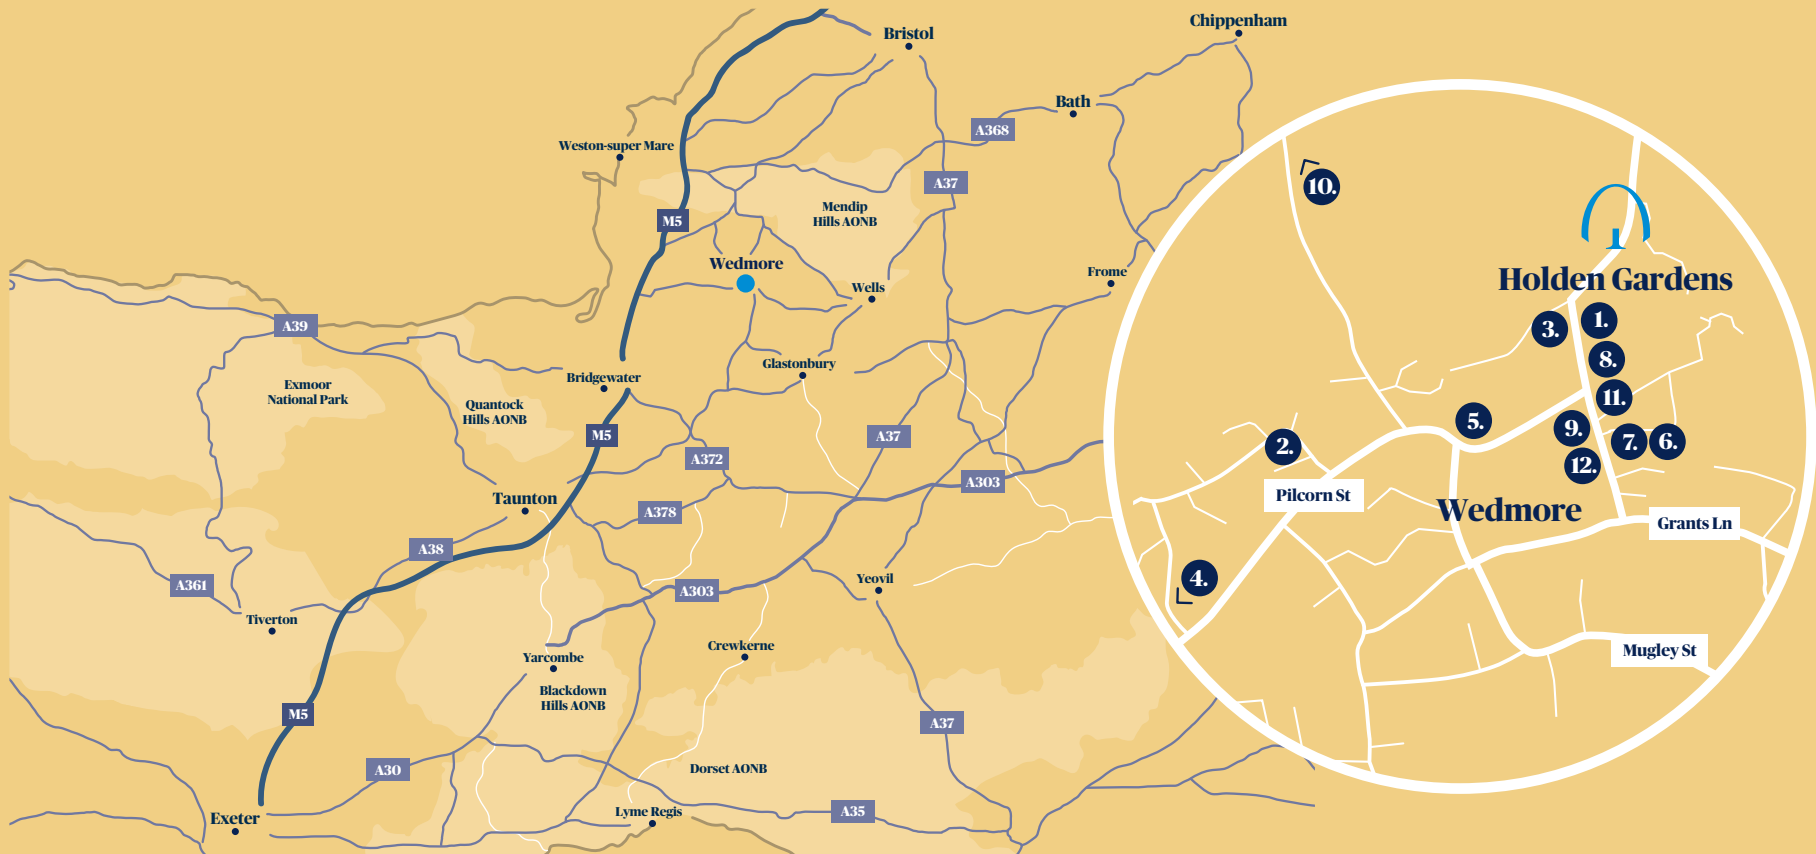 Bristol
Chippenham
Bath
A368
Weston-super Mare
A37
Mendip
Hills AONB
M5
Wedmore
Wells
Frome
A39
Glastonbury
Bridgewater
Exmoor
National Park
Quantock
Hills AONB
M5
A37
A372
A303
Taunton
A378
A38
A361
A303
Yeovil
Tiverton
Crewkerne
Yarcombe
Blackdown
Hills AONB
M5
A37
A30
Dorset AONB
Exeter
Lyme Regis
A35
10.
Holden Gardens
3.
1.
8.
11.
5.
9.
7.
6.
2.
12.
Pilcorn St
Wedmore
Grants Ln
4.
Mugley St